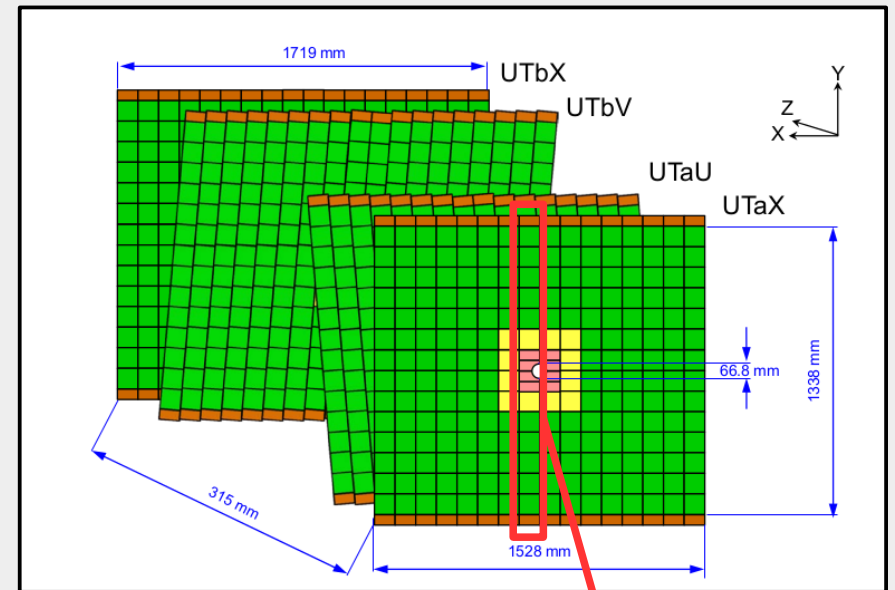 1719 mm
UTbX
UTbV
Y
Z
X
UTaU
UTaX
66.8 mm
1338 mm
315 mm
1528 mm